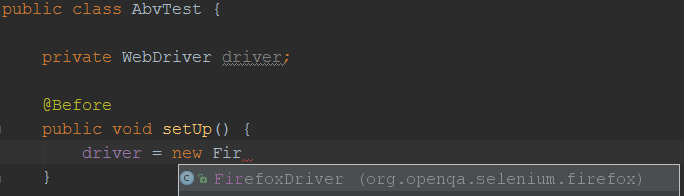 public class AbvTest {
private WebDriver driver;
@Before
public void setUp() {
driver = new Fir
FirefoxDriver (org.openqa.selenium.firefox)
}